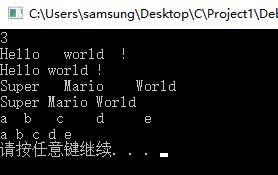 C:\Users\samsung\Desktop\C\Project1\De
3
Hello   world  !
Hello world !
Super   Mario    World
Super Mario World
a  b   c    d     e
a b c d e
请按任意键继续. . .